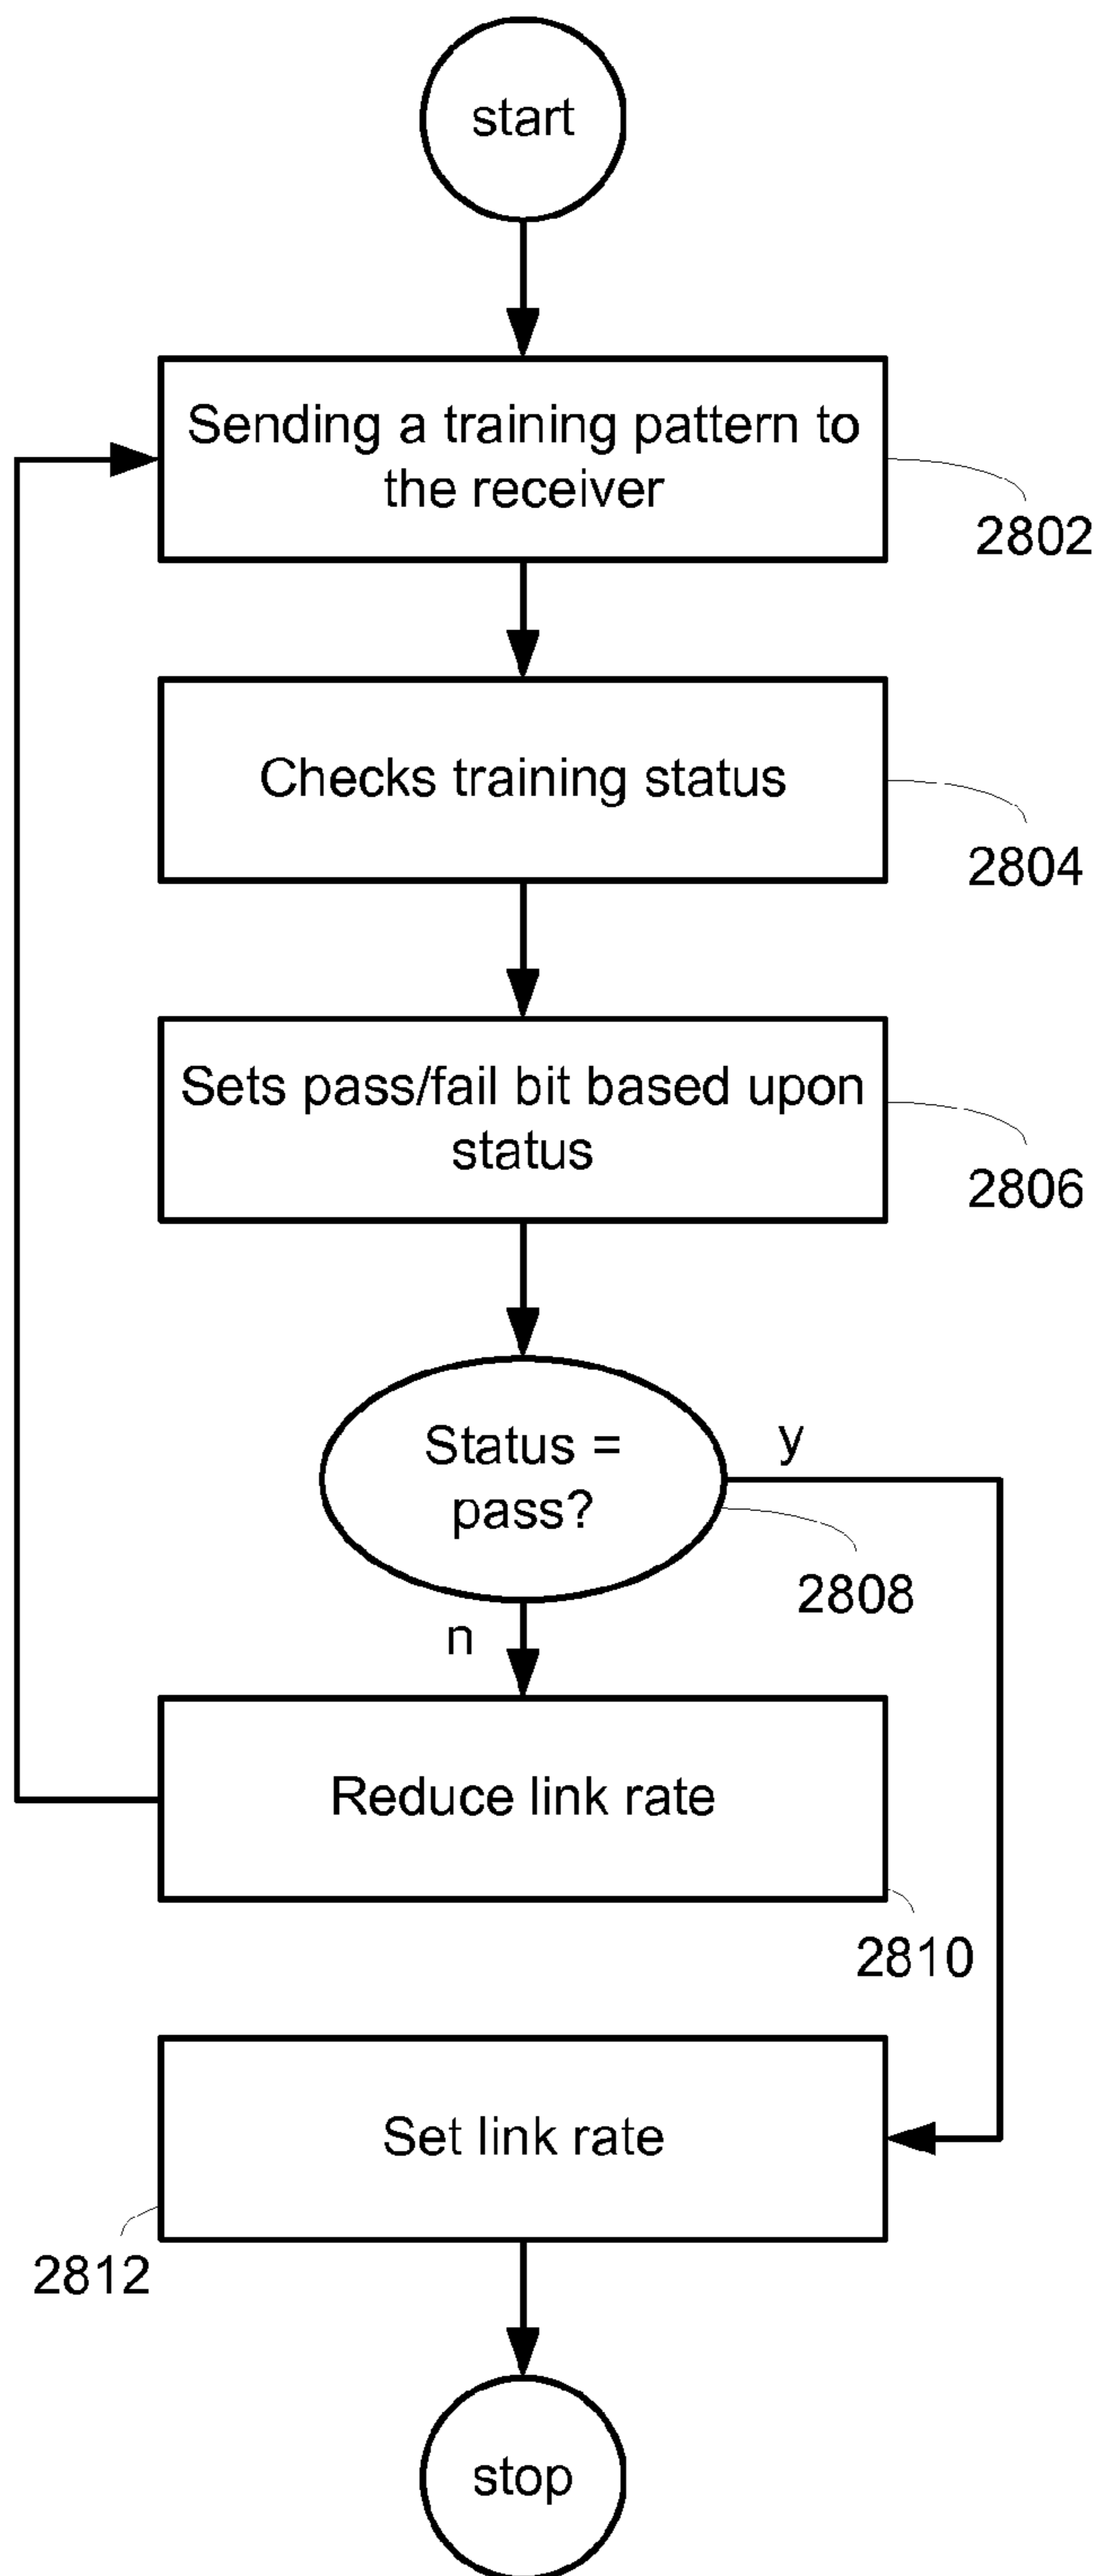 start
Sending a training pattern to
the receiver
2802
Checks training status
2804
Sets pass/fail bit based upon
status
2806
Status =
pass?
y
2808
n
Reduce link rate
2810
Set link rate
2812
stop